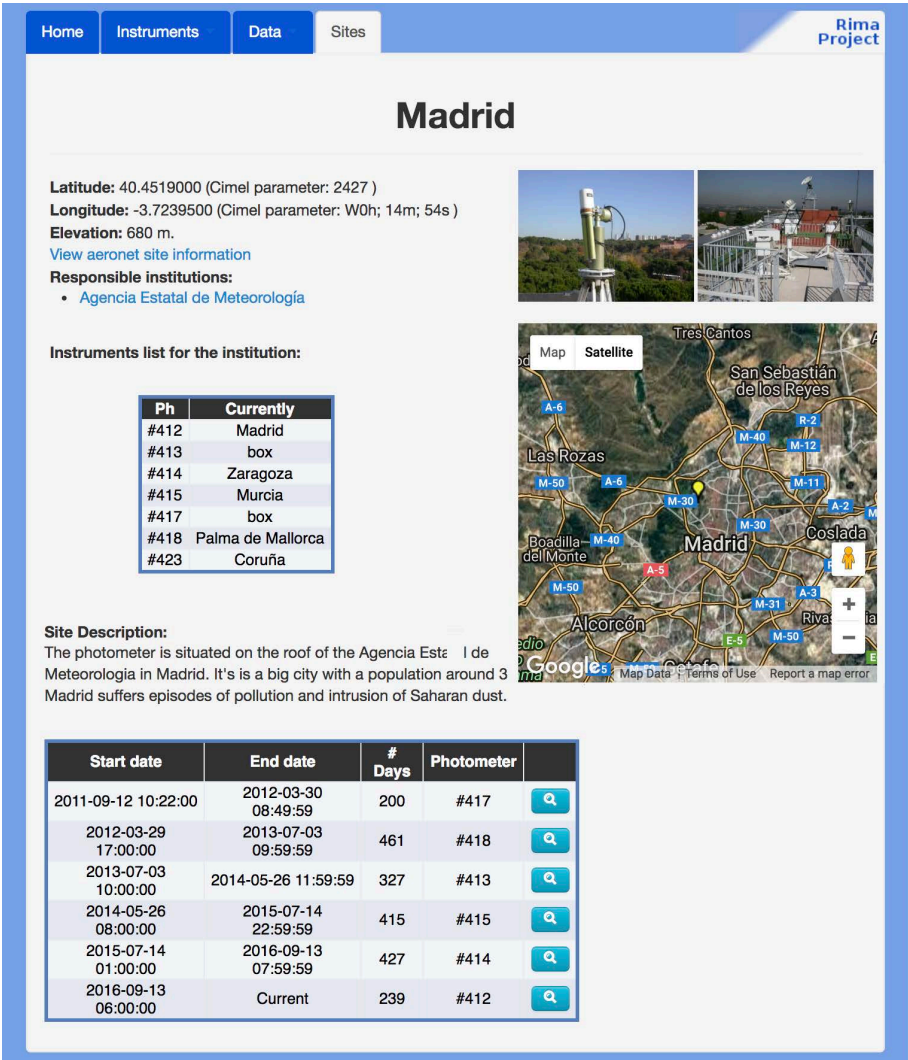 Home
Instruments
Data
Sites
Rima
Project
Madrid
Latitude: 40.4519000 (Cimel parameter: 2427 )
Longitude: -3.7239500 (Cimel parameter: W0h; 14m; 54s )
Elevation: 680 m.
View aeronet site information
Responsible institutions:
• Agencia Estatal de Meteorología
Instruments list for the institution:
Ph Currently
#412 Madrid
#413 box
#414 Zaragoza
#415 Murcia
#417 box
#418 Palma de Mallorca
#423 Coruña
Map Satellite
Tres Cantos
San Sebastián
de los Reyes
A-6
R-2
M-40
M-12
Las Rozas
M-50
A-6
M-11
M-30
A-2
M-30
Boadilla
del Monte
M-40
Madrid
Coslada
A-5
M-50
A-3
M-31
+
Alcorcón
E-5
M-50
−
Google
Getafe
Map Data
Terms of Use
Report a map error
Site Description:
The photometer is situated on the roof of the Agencia Esta l de
Meteorologia in Madrid. It's is a big city with a population around 3
Madrid suffers episodes of pollution and intrusion of Saharan dust.
Start date End date # Days Photometer
2011-09-12 10:22:00 2012-03-30 08:49:59 200 #417
2012-03-29 17:00:00 2013-07-03 09:59:59 461 #418
2013-07-03 10:00:00 2014-05-26 11:59:59 327 #413
2014-05-26 08:00:00 2015-07-14 22:59:59 415 #415
2015-07-14 01:00:00 2016-09-13 07:59:59 427 #414
2016-09-13 06:00:00 Current 239 #412